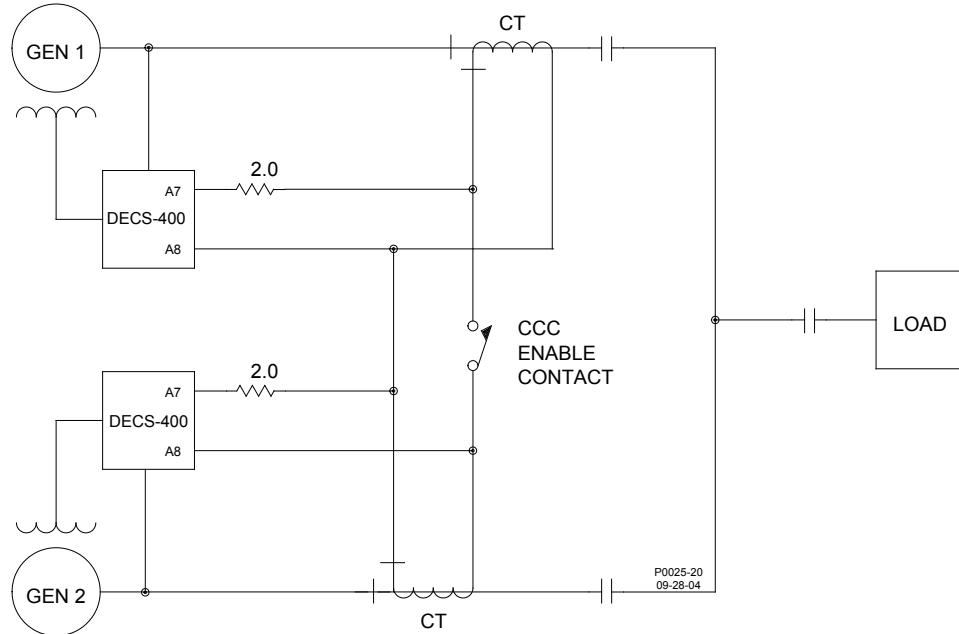 CT
GEN 1
2.0
A7
DECS-400
A8
CCC
ENABLE
CONTACT
LOAD
2.0
A7
DECS-400
A8
P0025-20
09-28-04
GEN 2
CT